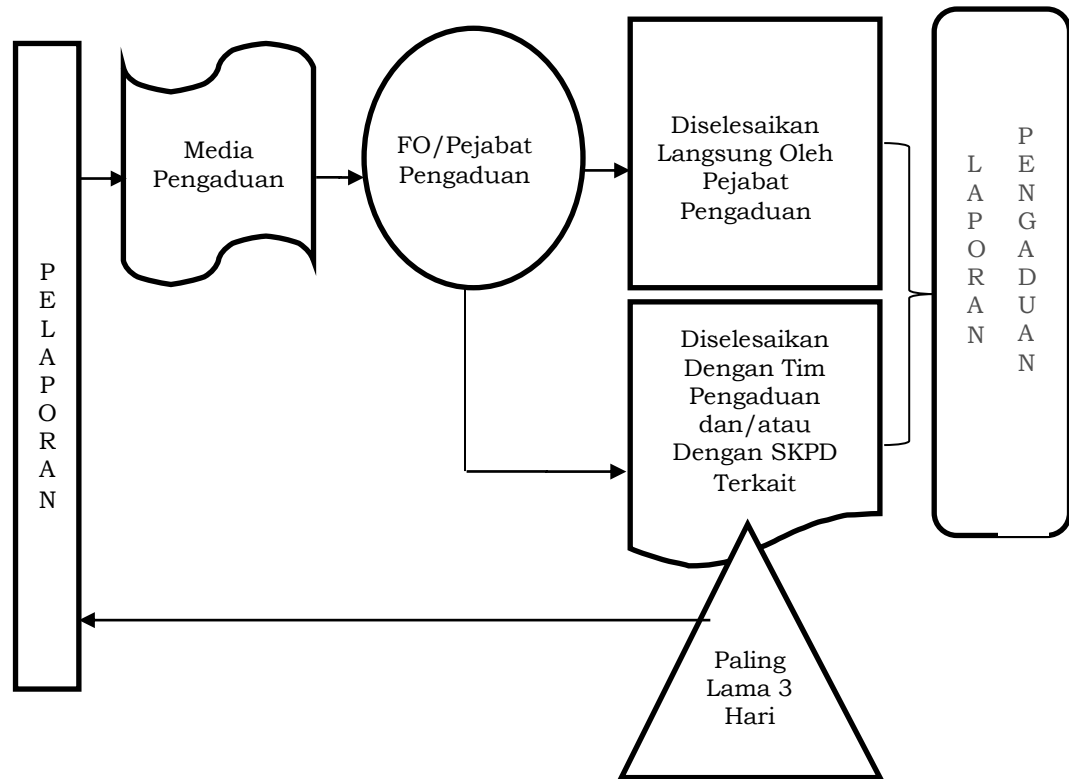 PELAPORAN
Media
Pengaduan
FO/Pejabat
Pengaduan
Diselesaikan
Langsung Oleh
Pejabat
Pengaduan
Diselesaikan
Dengan Tim
Pengaduan
dan/atau
Dengan SKPD
Terkait
Paling
Lama 3
Hari
LAPORAN
PENGADUAN